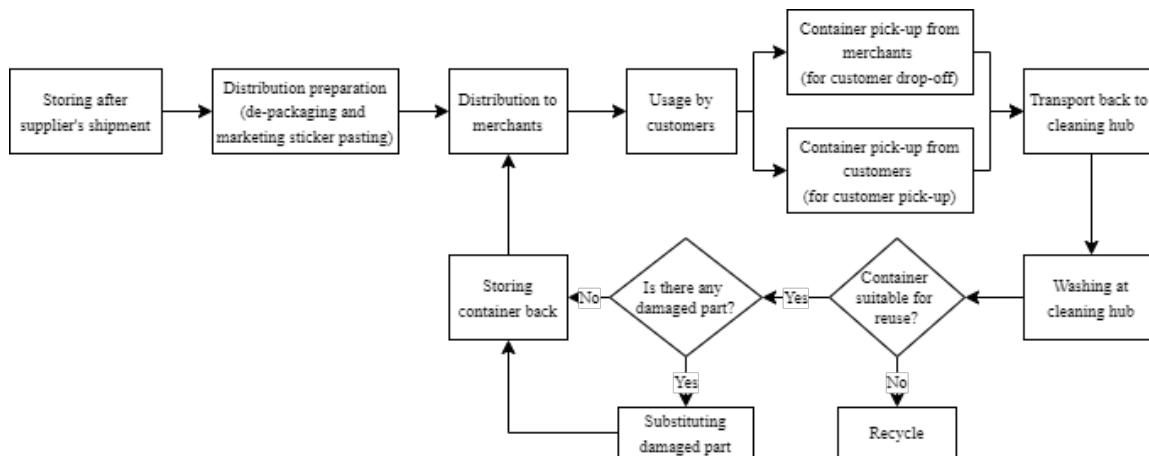 Storing after
supplier's shipment
Distribution preparation
(de-packaging and
marketing sticker pasting)
Distribution to
merchants
Usage by
customers
Container pick-up from
merchants
(for customer drop-off)
Container pick-up from
customers
(for customer pick-up)
Transport back to
cleaning hub
Washing at
cleaning hub
Container
suitable for
reuse?
Yes
No
Recycle
Is there any
damaged part?
No
Yes
Substituting
damaged part
Storing
container back